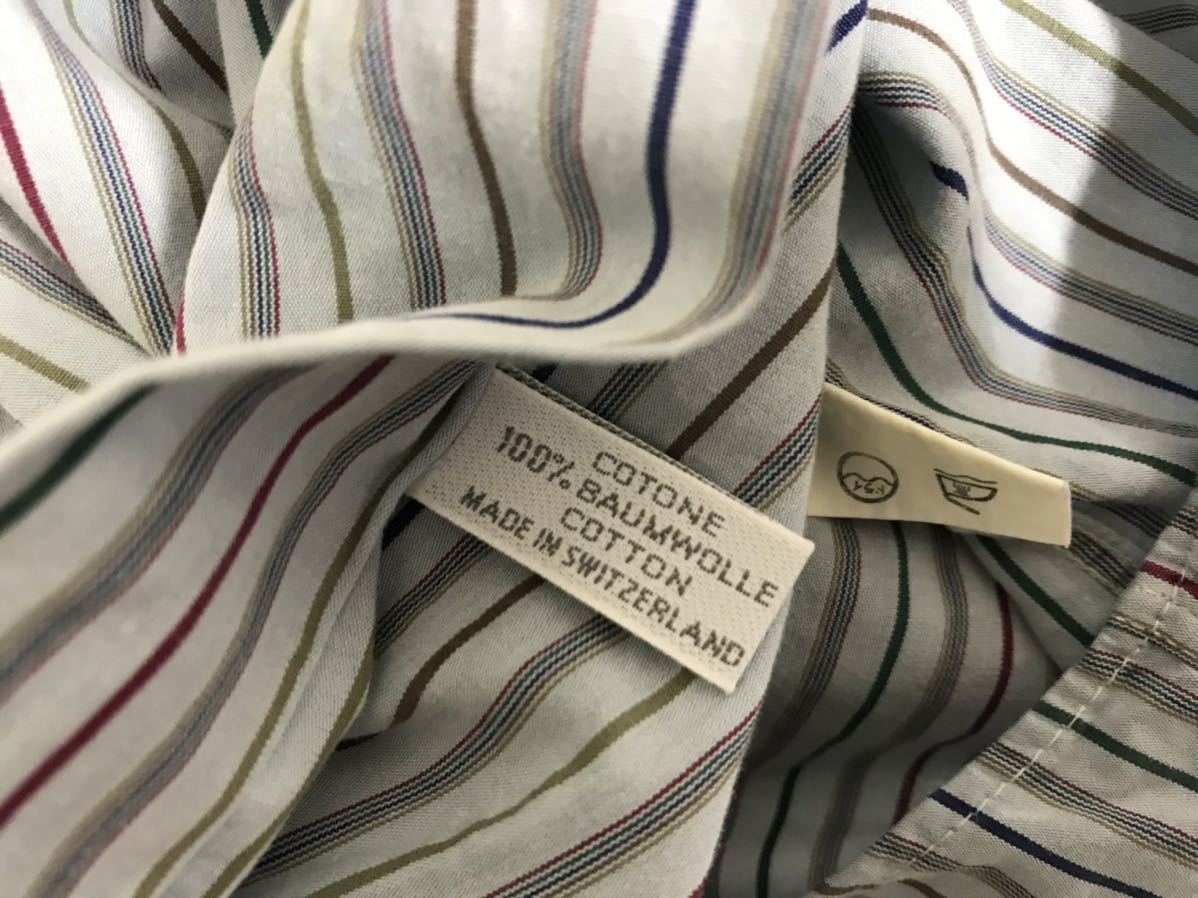 COTONE
100% BAUMWOLLE
COTTON
MADE IN SWITZERLAND